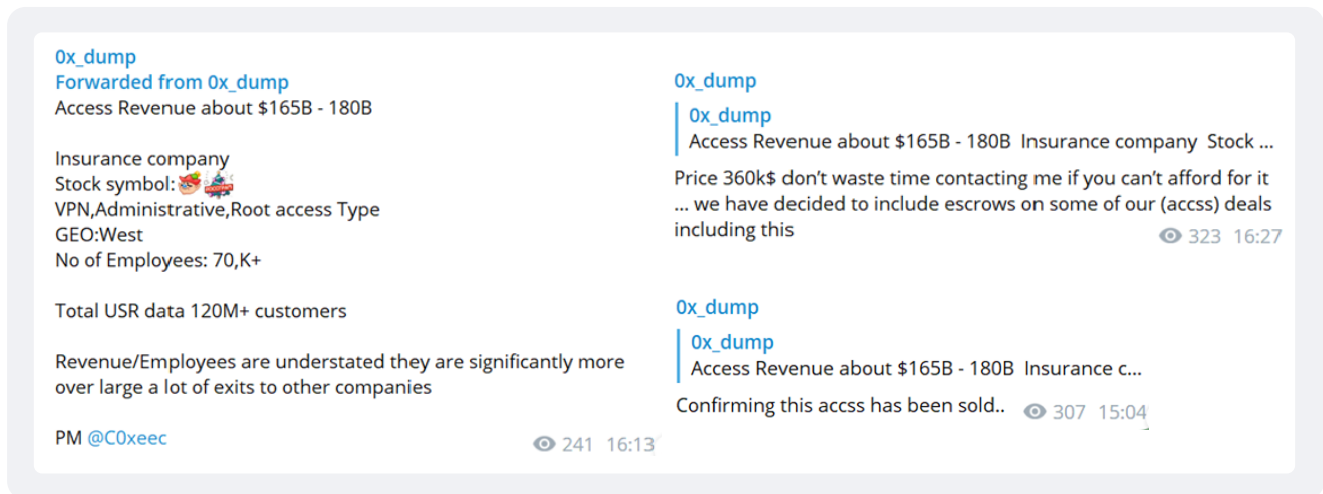 0x_dump
Forwarded from 0x_dump
Access Revenue about $165B - 180B
Insurance company
Stock symbol:
VPN,Administrative,Root access Type
GEO:West
No of Employees: 70,K+
Total USR data 120M+ customers
Revenue/Employees are understated they are significantly more
over large a lot of exits to other companies
PM @C0xeec
241 16:13
0x_dump
0x_dump
Access Revenue about $165B - 180B Insurance company Stock ...
Price 360k$ don’t waste time contacting me if you can’t afford for it
... we have decided to include escrows on some of our (accss) deals
including this
323 16:27
0x_dump
0x_dump
Access Revenue about $165B - 180B Insurance c...
Confirming this accss has been sold..
307 15:04